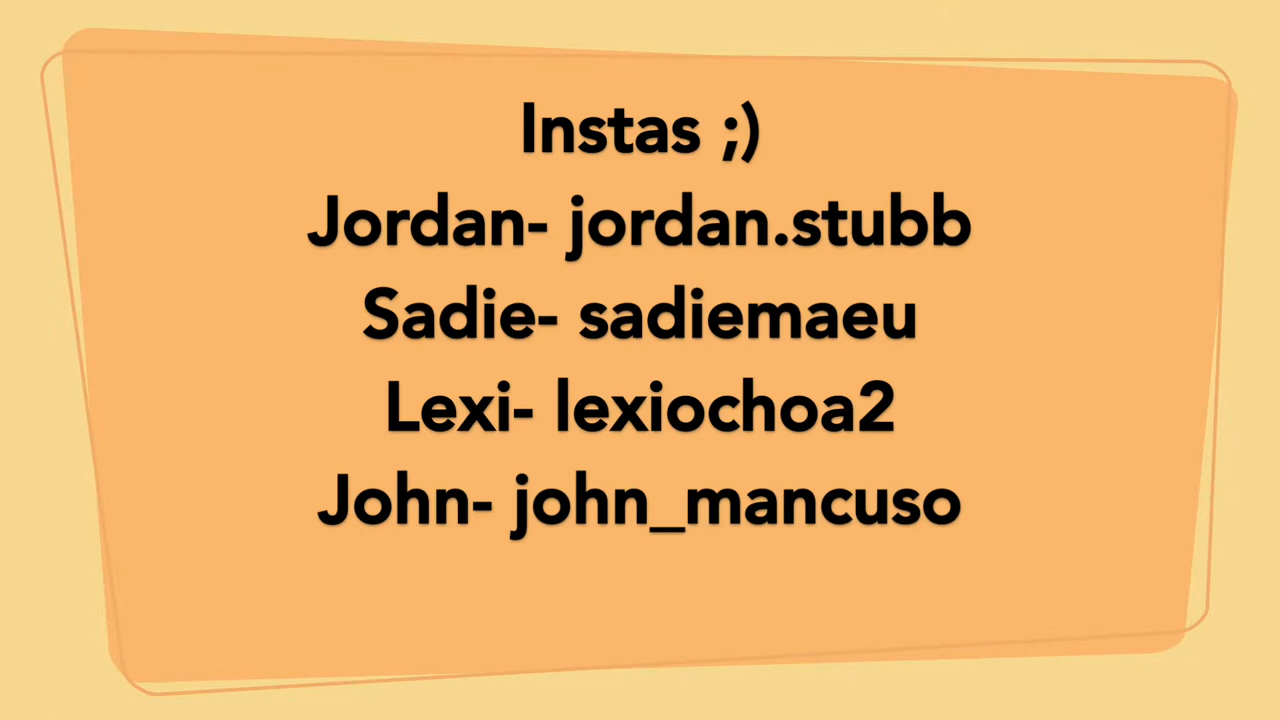 Instas ;)
Jordan- jordan.stubb
Sadie- sadiemaeu
Lexi- lexiochoa2
John- john_mancuso